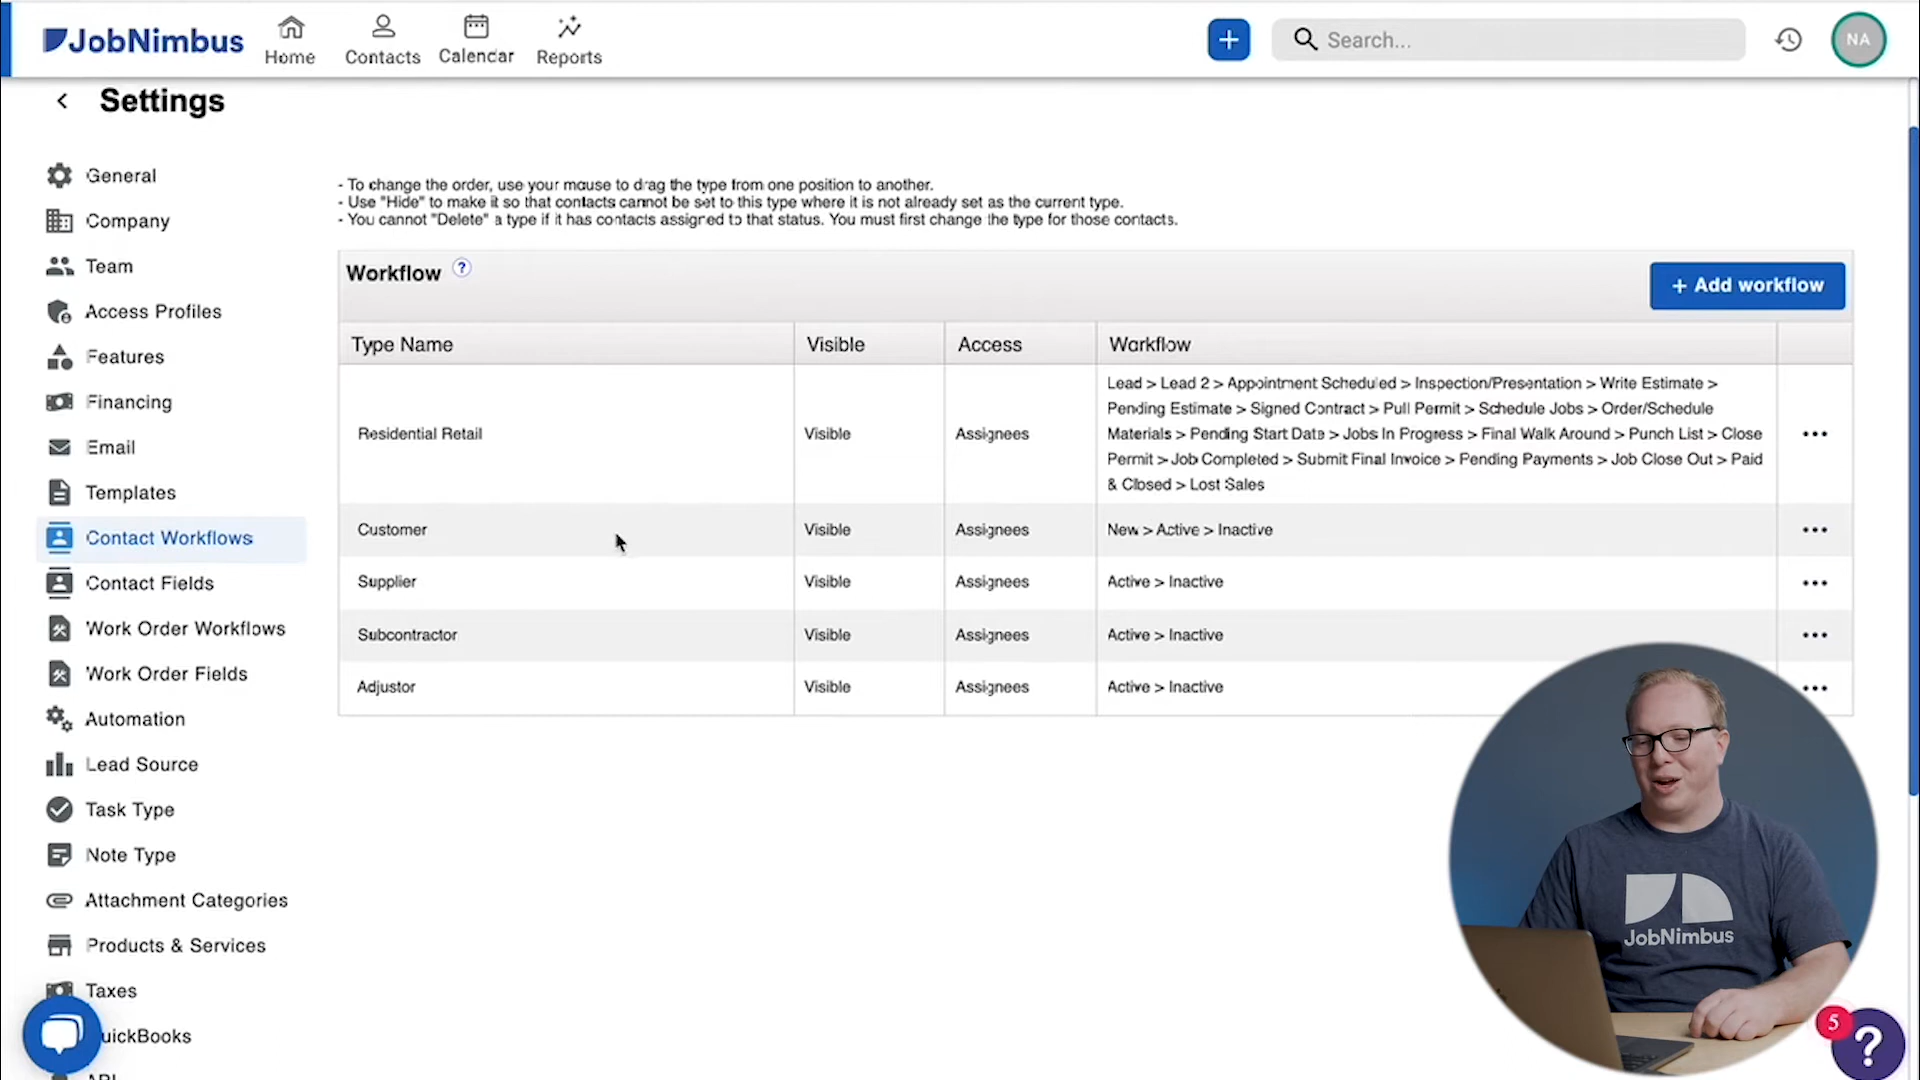 JobNimbus
Home
Contacts
Calendar
Reports
Search...
NA
Settings
General
Company
Team
Access Profiles
Features
Financing
Email
Templates
Contact Workflows
Contact Fields
Work Order Workflows
Work Order Fields
Automation
Lead Source
Task Type
Note Type
Attachment Categories
Products & Services
Taxes
uickBooks
- To change the order, use your mouse to drag the type from one position to another.
- Use "Hide" to make it so that contacts cannot be set to this type where it is not already set as the current type.
- You cannot "Delete" a type if it has contacts assigned to that status. You must first change the type for those contacts.
Workflow ?
+ Add workflow
Type Name Visible Access Workflow
Residential Retail Visible Assignees
Lead > Lead 2 > Appointment Scheduled > Inspection/Presentation > Write Estimate >
Pending Estimate > Signed Contract > Pull Permit > Schedule Jobs > Order/Schedule
Materials > Pending Start Date > Jobs In Progress > Final Walk Around > Punch List > Close
Permit > Job Completed > Submit Final Invoice > Pending Payments > Job Close Out > Paid
& Closed > Lost Sales
Customer Visible Assignees New > Active > Inactive
Supplier Visible Assignees Active > Inactive
Subcontractor Visible Assignees Active > Inactive
Adjustor Visible Assignees Active > Inactive
JobNimbus
5
?